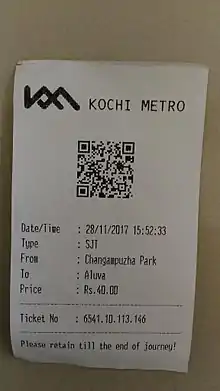 KOCHI METRO
Date/Time : 28/11/2017 15:52:33
Type : SJT
From : Changampuzha Park
To : Aluva
Price : Rs.40.00
Ticket No : 6541.10.113.146
Please retain till the end of journey!